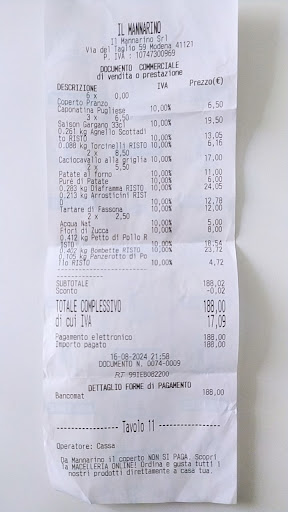 IL MANNARINO
Il Mannarino Srl
Via del Taglio 59 Modena 41121
P. IVA : 10747300969
DOCUMENTO COMMERCIALE
di vendita o prestazione
DESCRIZIONE IVA Prezzo(€)
6 x 0,00
Coperto Pranzo
Caponatina Pugliese 10,00% 6,50
3 x 6,50
Saison Gargano 33cl 10,00% 19,50
0.261 kg Agnello Scottadi
to RISTO 10,00% 13,05
0.088 kg Torcinelli RISTO 10,00% 6,16
2 x 8,50
Caciocavallo alla griglia 10,00% 17,00
2 x 5,50
Patate al forno 10,00% 11,00
Purè di Patate 10,00% 6,00
0.283 kg Diaframma RISTO 10,00% 24,05
0.213 kg Arrosticini RIST
O 10,00% 12,78
Tartare di Fassona 10,00% 12,00
2 x 2,50
Acqua Nat 10,00% 5,00
Fiori di Zucca 10,00% 8,00
0.412 kg Petto di Pollo R
ISTO 10,00% 18,54
0.407 kg Bombette RISTO 10,00% 23,72
0.105 kg Panzerotto di Po
llo RISTO 10,00% 4,72
SUBTOTALE 188,02
Sconto -0,02
TOTALE COMPLESSIVO 188,00
di cui IVA 17,09
Pagamento elettronico 188,00
Importo pagato 188,00
16-08-2024 21:58
DOCUMENTO N. 0074-0009
RT 99IEB082200
DETTAGLIO FORME di PAGAMENTO
Bancomat 188,00
------ Tavolo 11 ------
Operatore: Cassa
Da Mannarino il coperto NON SI PAGA. Scopri
la MACELLERIA ONLINE! Ordina e gusta tutti i
nostri prodotti direttamente a casa tua.